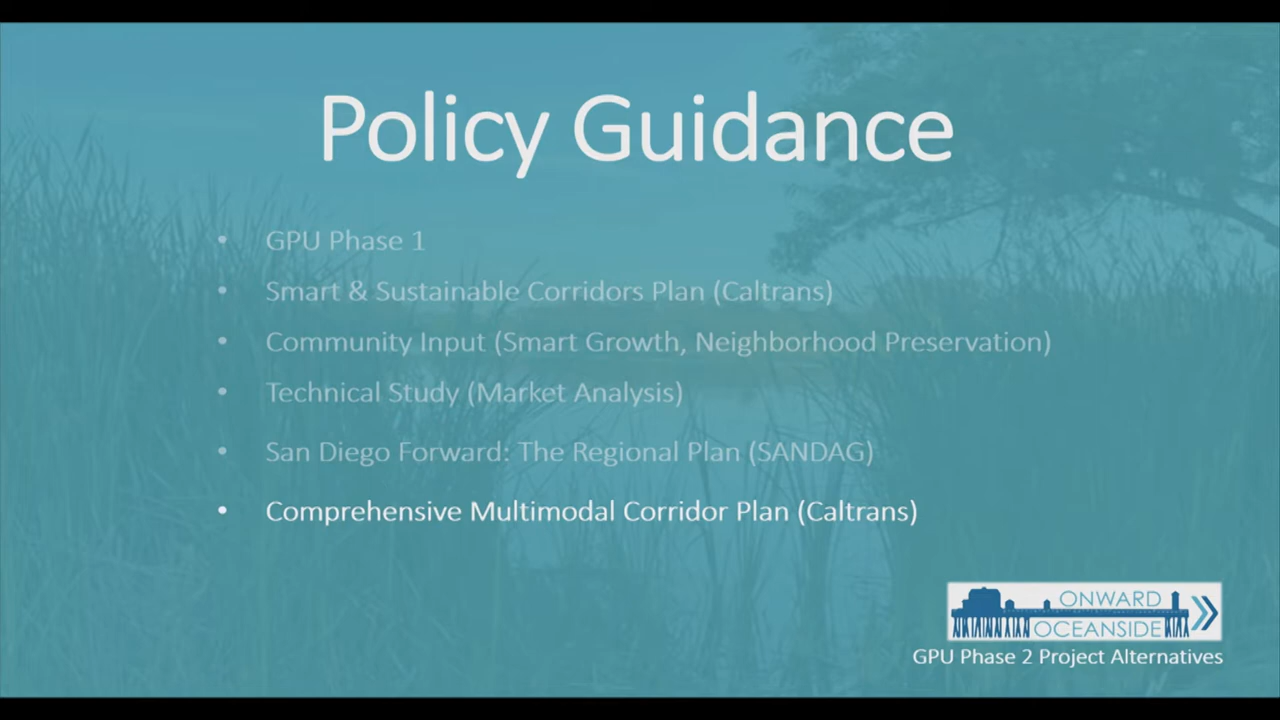 Policy Guidance
• GPU Phase 1
• Smart & Sustainable Corridors Plan (Caltrans)
• Community Input (Smart Growth, Neighborhood Preservation)
• Technical Study (Market Analysis)
• San Diego Forward: The Regional Plan (SANDAG)
• Comprehensive Multimodal Corridor Plan (Caltrans)
ONWARD
OCEANSIDE
GPU Phase 2 Project Alternatives